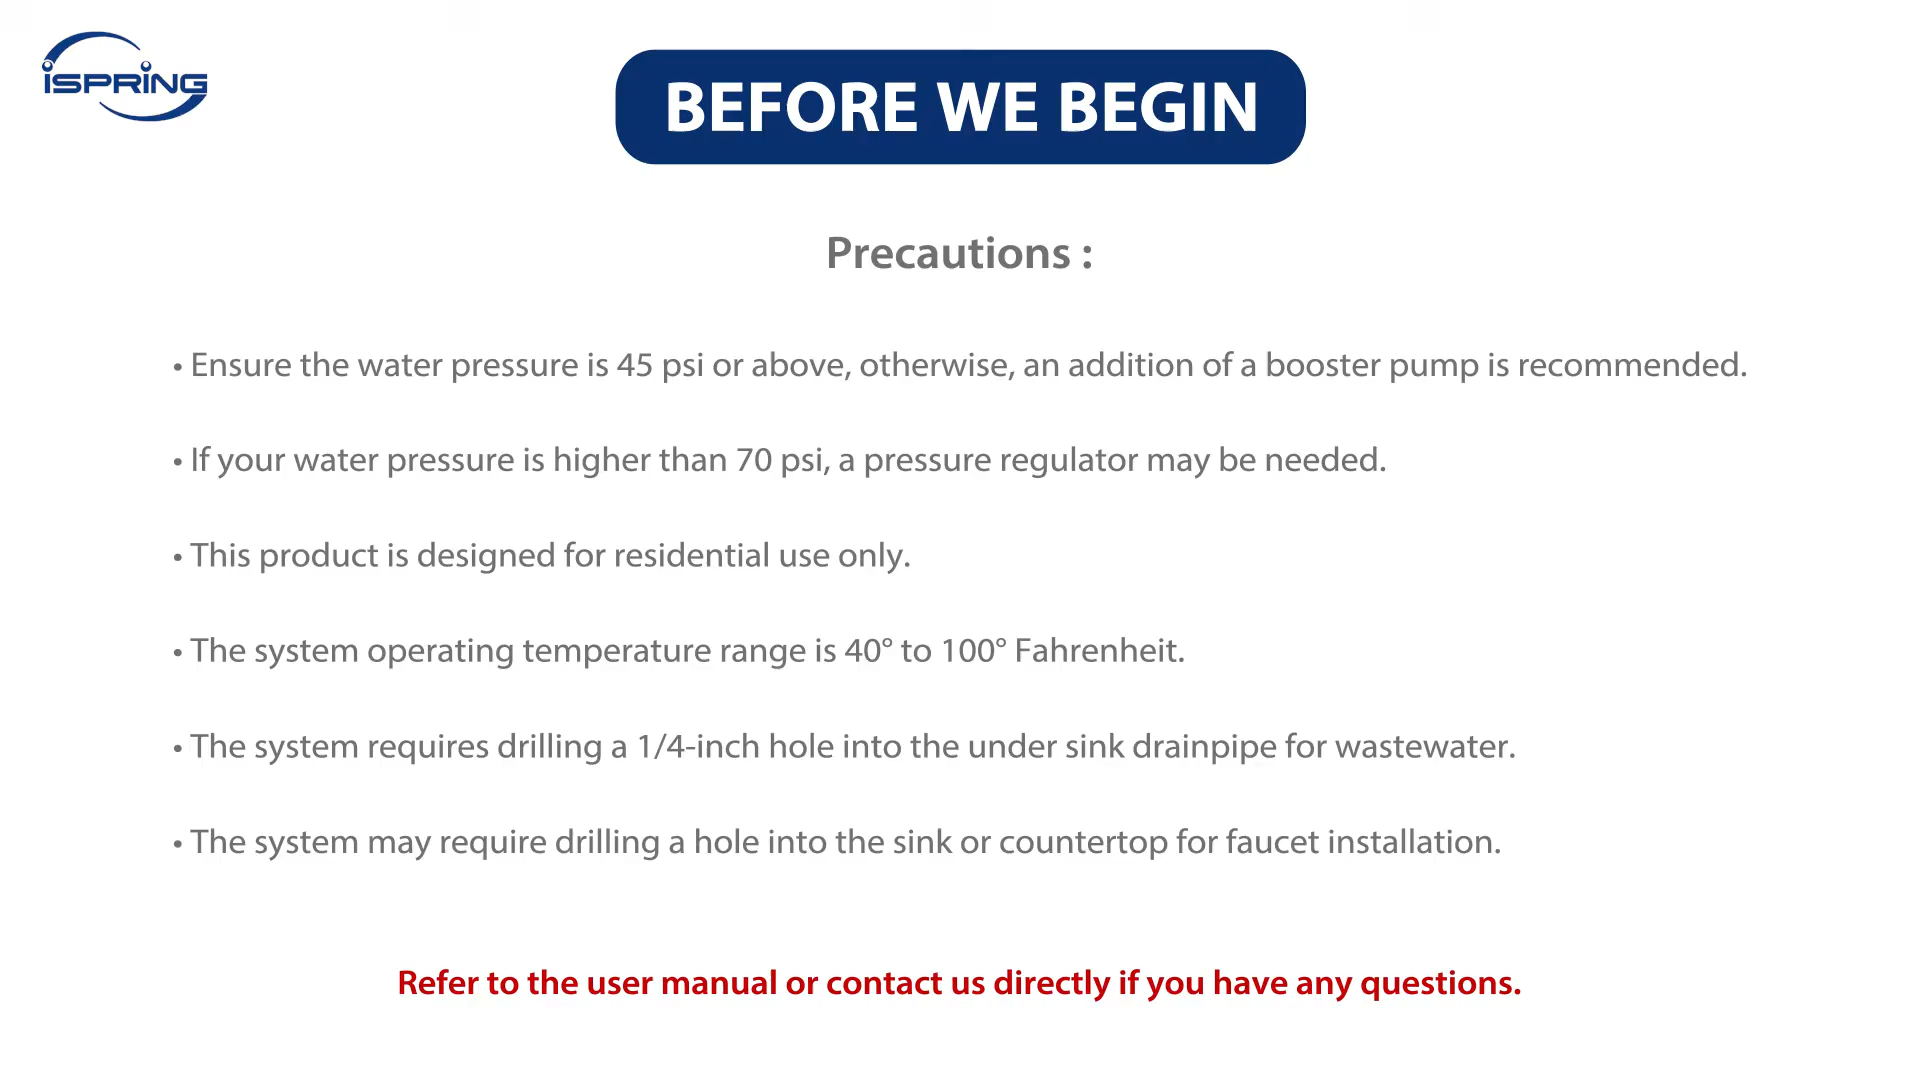 iSPRING
BEFORE WE BEGIN
Precautions :
• Ensure the water pressure is 45 psi or above, otherwise, an addition of a booster pump is recommended.
• If your water pressure is higher than 70 psi, a pressure regulator may be needed.
• This product is designed for residential use only.
• The system operating temperature range is 40° to 100° Fahrenheit.
• The system requires drilling a 1/4-inch hole into the under sink drainpipe for wastewater.
• The system may require drilling a hole into the sink or countertop for faucet installation.
Refer to the user manual or contact us directly if you have any questions.